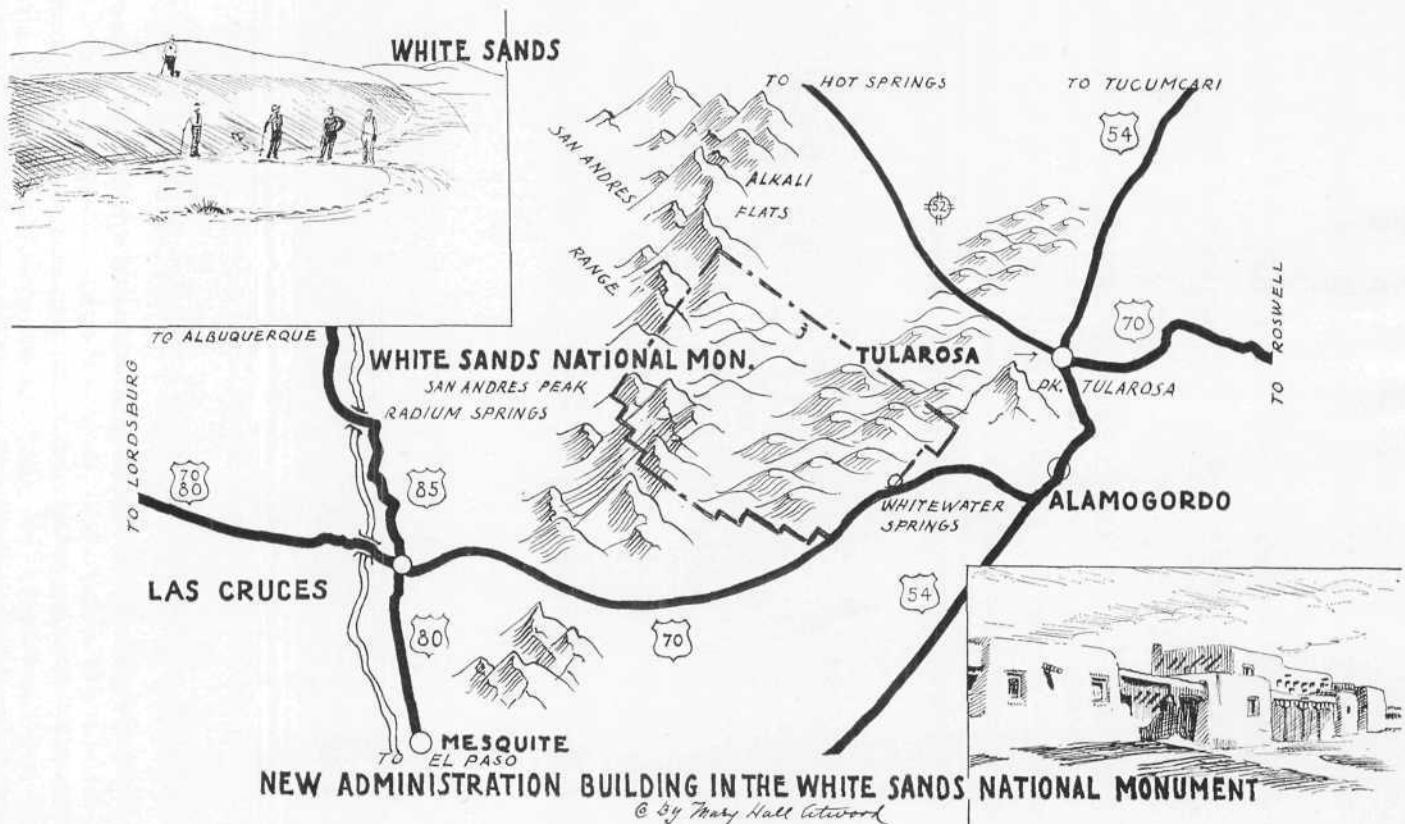 WHITE SANDS
TO HOT SPRINGS
TO TUCUMCARI
54
SAN ANDRES
RANGE
ALKALI
FLATS
52
70
TO ROSWELL
TO ALBUQUERQUE
WHITE SANDS NATIONAL MON.
TULAROSA
SAN ANDRES PEAK
PK. TULAROSA
RADIUM SPRINGS
TO LORDSBURG
70
80
85
WHITEWATER
SPRINGS
ALAMOGORDO
LAS CRUCES
54
80
70
MESQUITE
TO EL PASO
NEW ADMINISTRATION BUILDING IN THE WHITE SANDS NATIONAL MONUMENT
© By Mary Hall Atwood